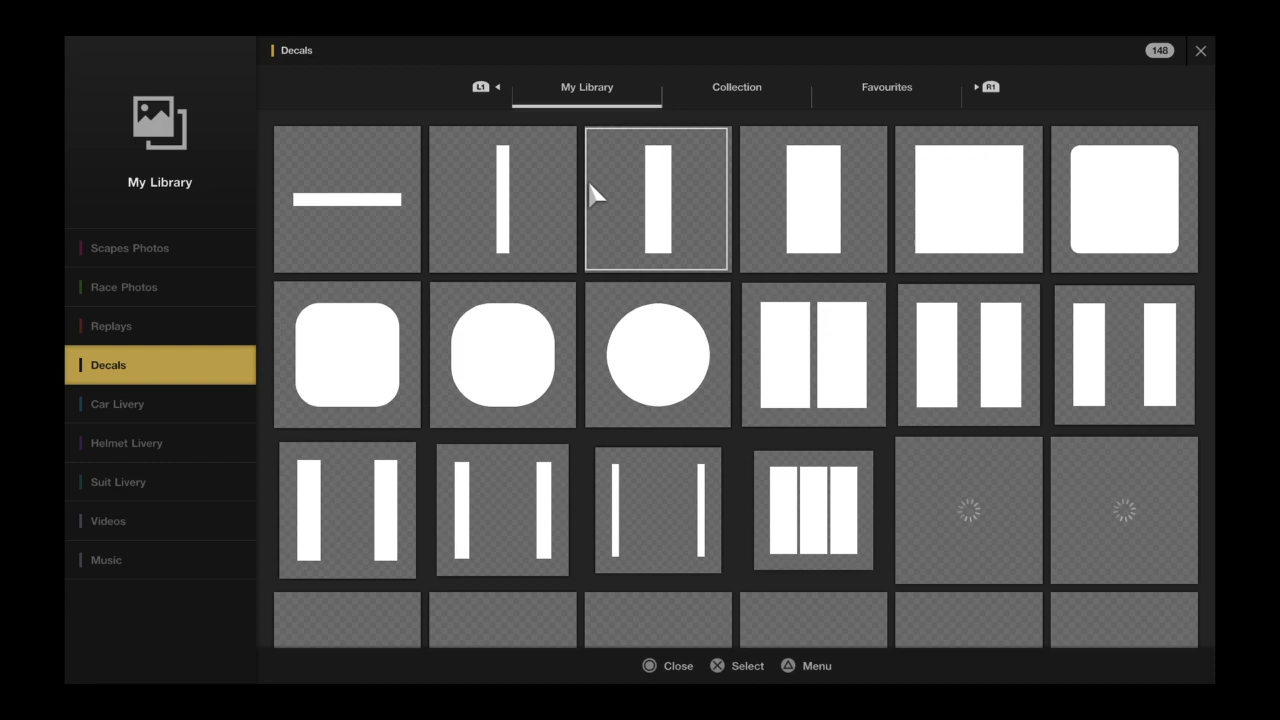 Decals
148
L1
My Library
Collection
Favourites
R1
My Library
Scapes Photos
Race Photos
Replays
Decals
Car Livery
Helmet Livery
Suit Livery
Videos
Music
Close
Select
Menu